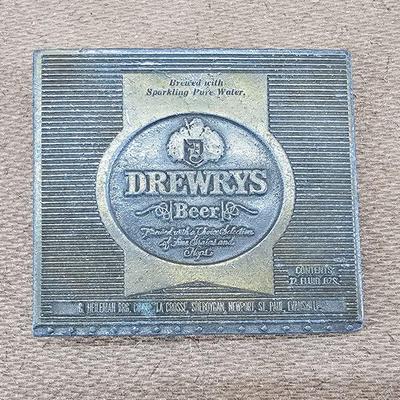 Brewed with
Sparkling Pure Water,
DREWRYS
Beer
Brewed with a Choice Selection
of Fine Grains and
Hops
CONTENTS
12 FLUID OZS.
G. HEILEMAN BRG. LA CROSSE, SHEBOYGAN, NEWPORT, ST. PAUL,